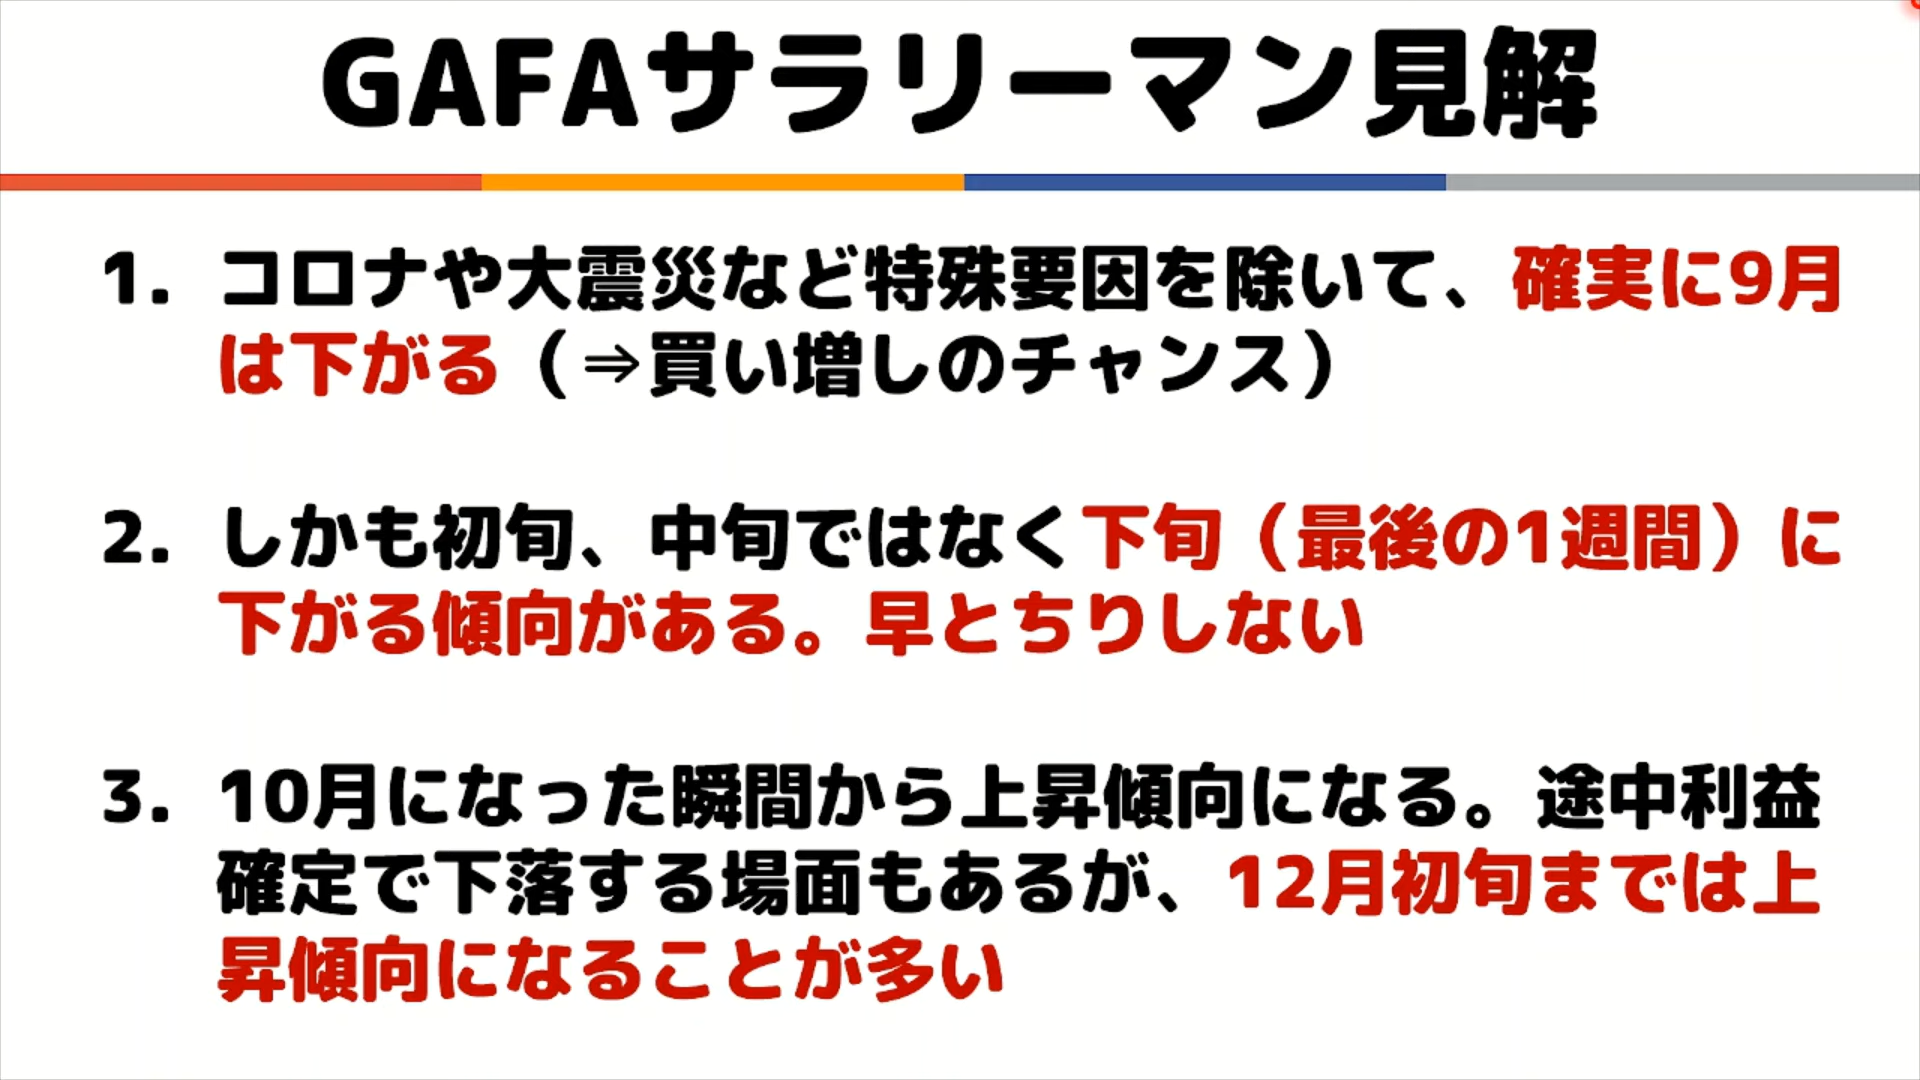 GAFAサラリーマン見解
1. コロナや大震災など特殊要因を除いて、確実に9月
は下がる（⇒買い増しのチャンス）
2. しかも初旬、中旬ではなく下旬（最後の1週間）に
下がる傾向がある。早とちりしない
3. 10月になった瞬間から上昇傾向になる。途中利益
確定で下落する場面もあるが、12月初旬までは上
昇傾向になることが多い